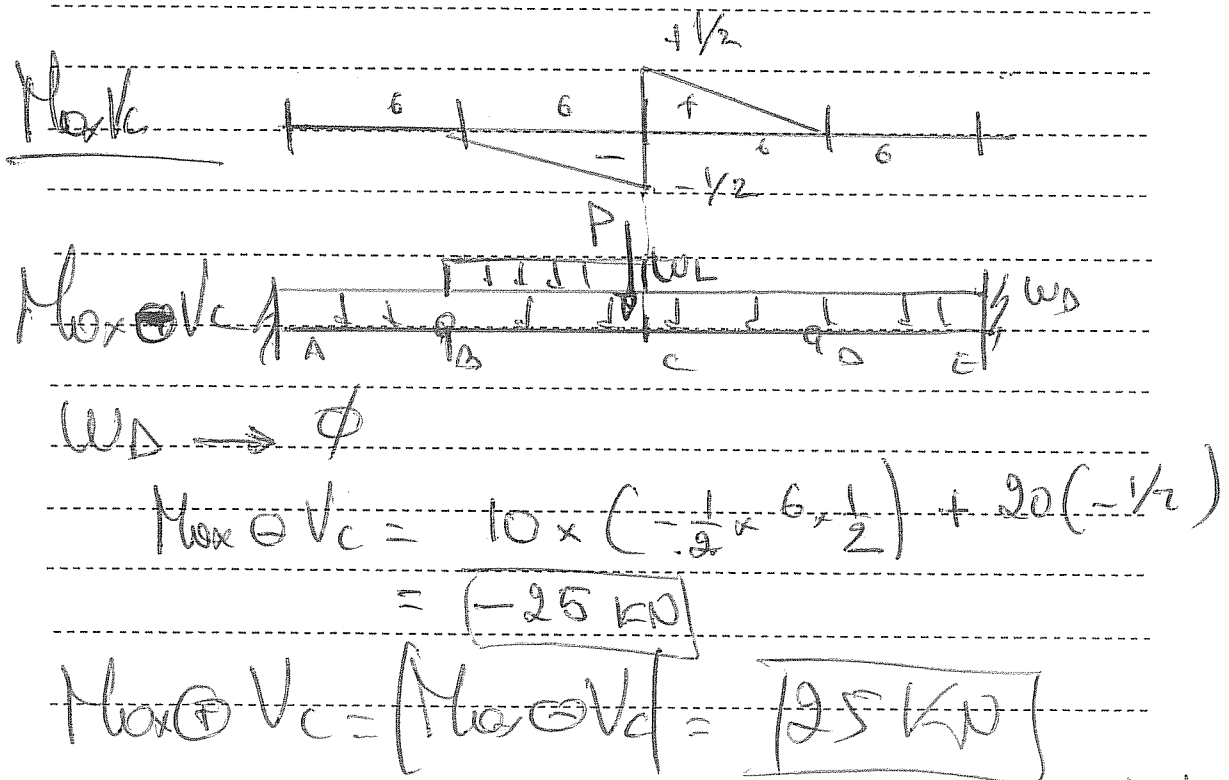 +1/2
Max Vc
6 6 + 6 6
-
-1/2
P
WL
Max ⊖ Vc WD
A B C D E
WD → ϕ
Max ⊖ Vc = 10 × (-1/2 × 6 × 1/2) + 20(-1/2)
= -25 KN
Max ⊕ Vc = |Max ⊖ Vc| = 25 KN